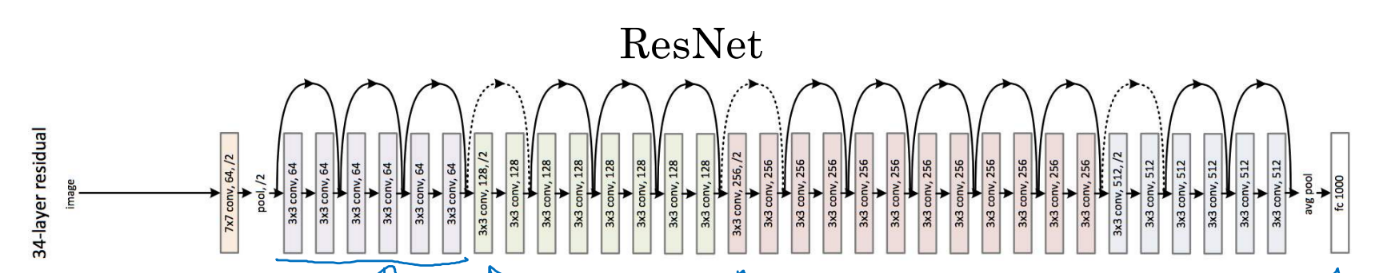 ResNet
34-layer residual
image
7x7 conv, 64, /2
pool, /2
3x3 conv, 64
3x3 conv, 64
3x3 conv, 64
3x3 conv, 64
3x3 conv, 64
3x3 conv, 64
3x3 conv, 128, /2
3x3 conv, 128
3x3 conv, 128
3x3 conv, 128
3x3 conv, 128
3x3 conv, 128
3x3 conv, 128
3x3 conv, 128
3x3 conv, 256, /2
3x3 conv, 256
3x3 conv, 256
3x3 conv, 256
3x3 conv, 256
3x3 conv, 256
3x3 conv, 256
3x3 conv, 256
3x3 conv, 256
3x3 conv, 256
3x3 conv, 256
3x3 conv, 256
3x3 conv, 512, /2
3x3 conv, 512
3x3 conv, 512
3x3 conv, 512
3x3 conv, 512
3x3 conv, 512
avg pool
fc 1000